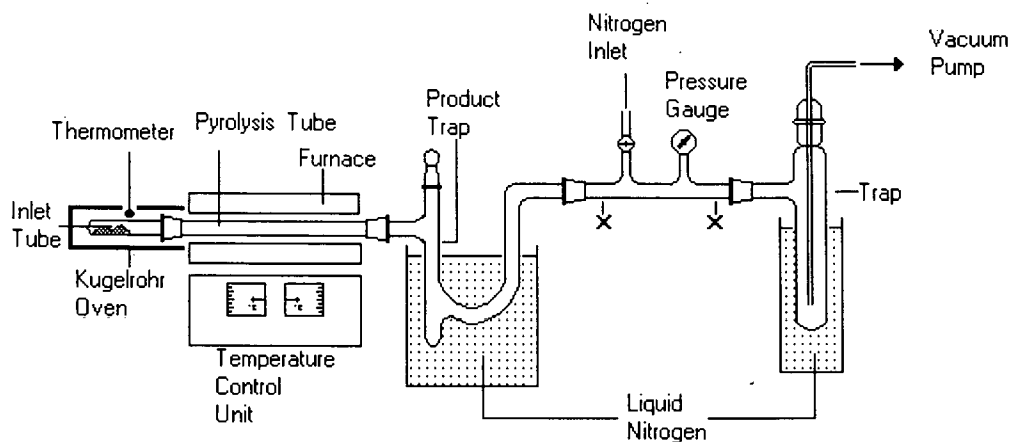 Nitrogen
Inlet
Vacuum
Pump
Pressure
Gauge
Product
Trap
Pyrolysis Tube
Thermometer
Furnace
Trap
Inlet
Tube
Kugelrohr
Oven
Temperature
Control
Unit
Liquid
Nitrogen